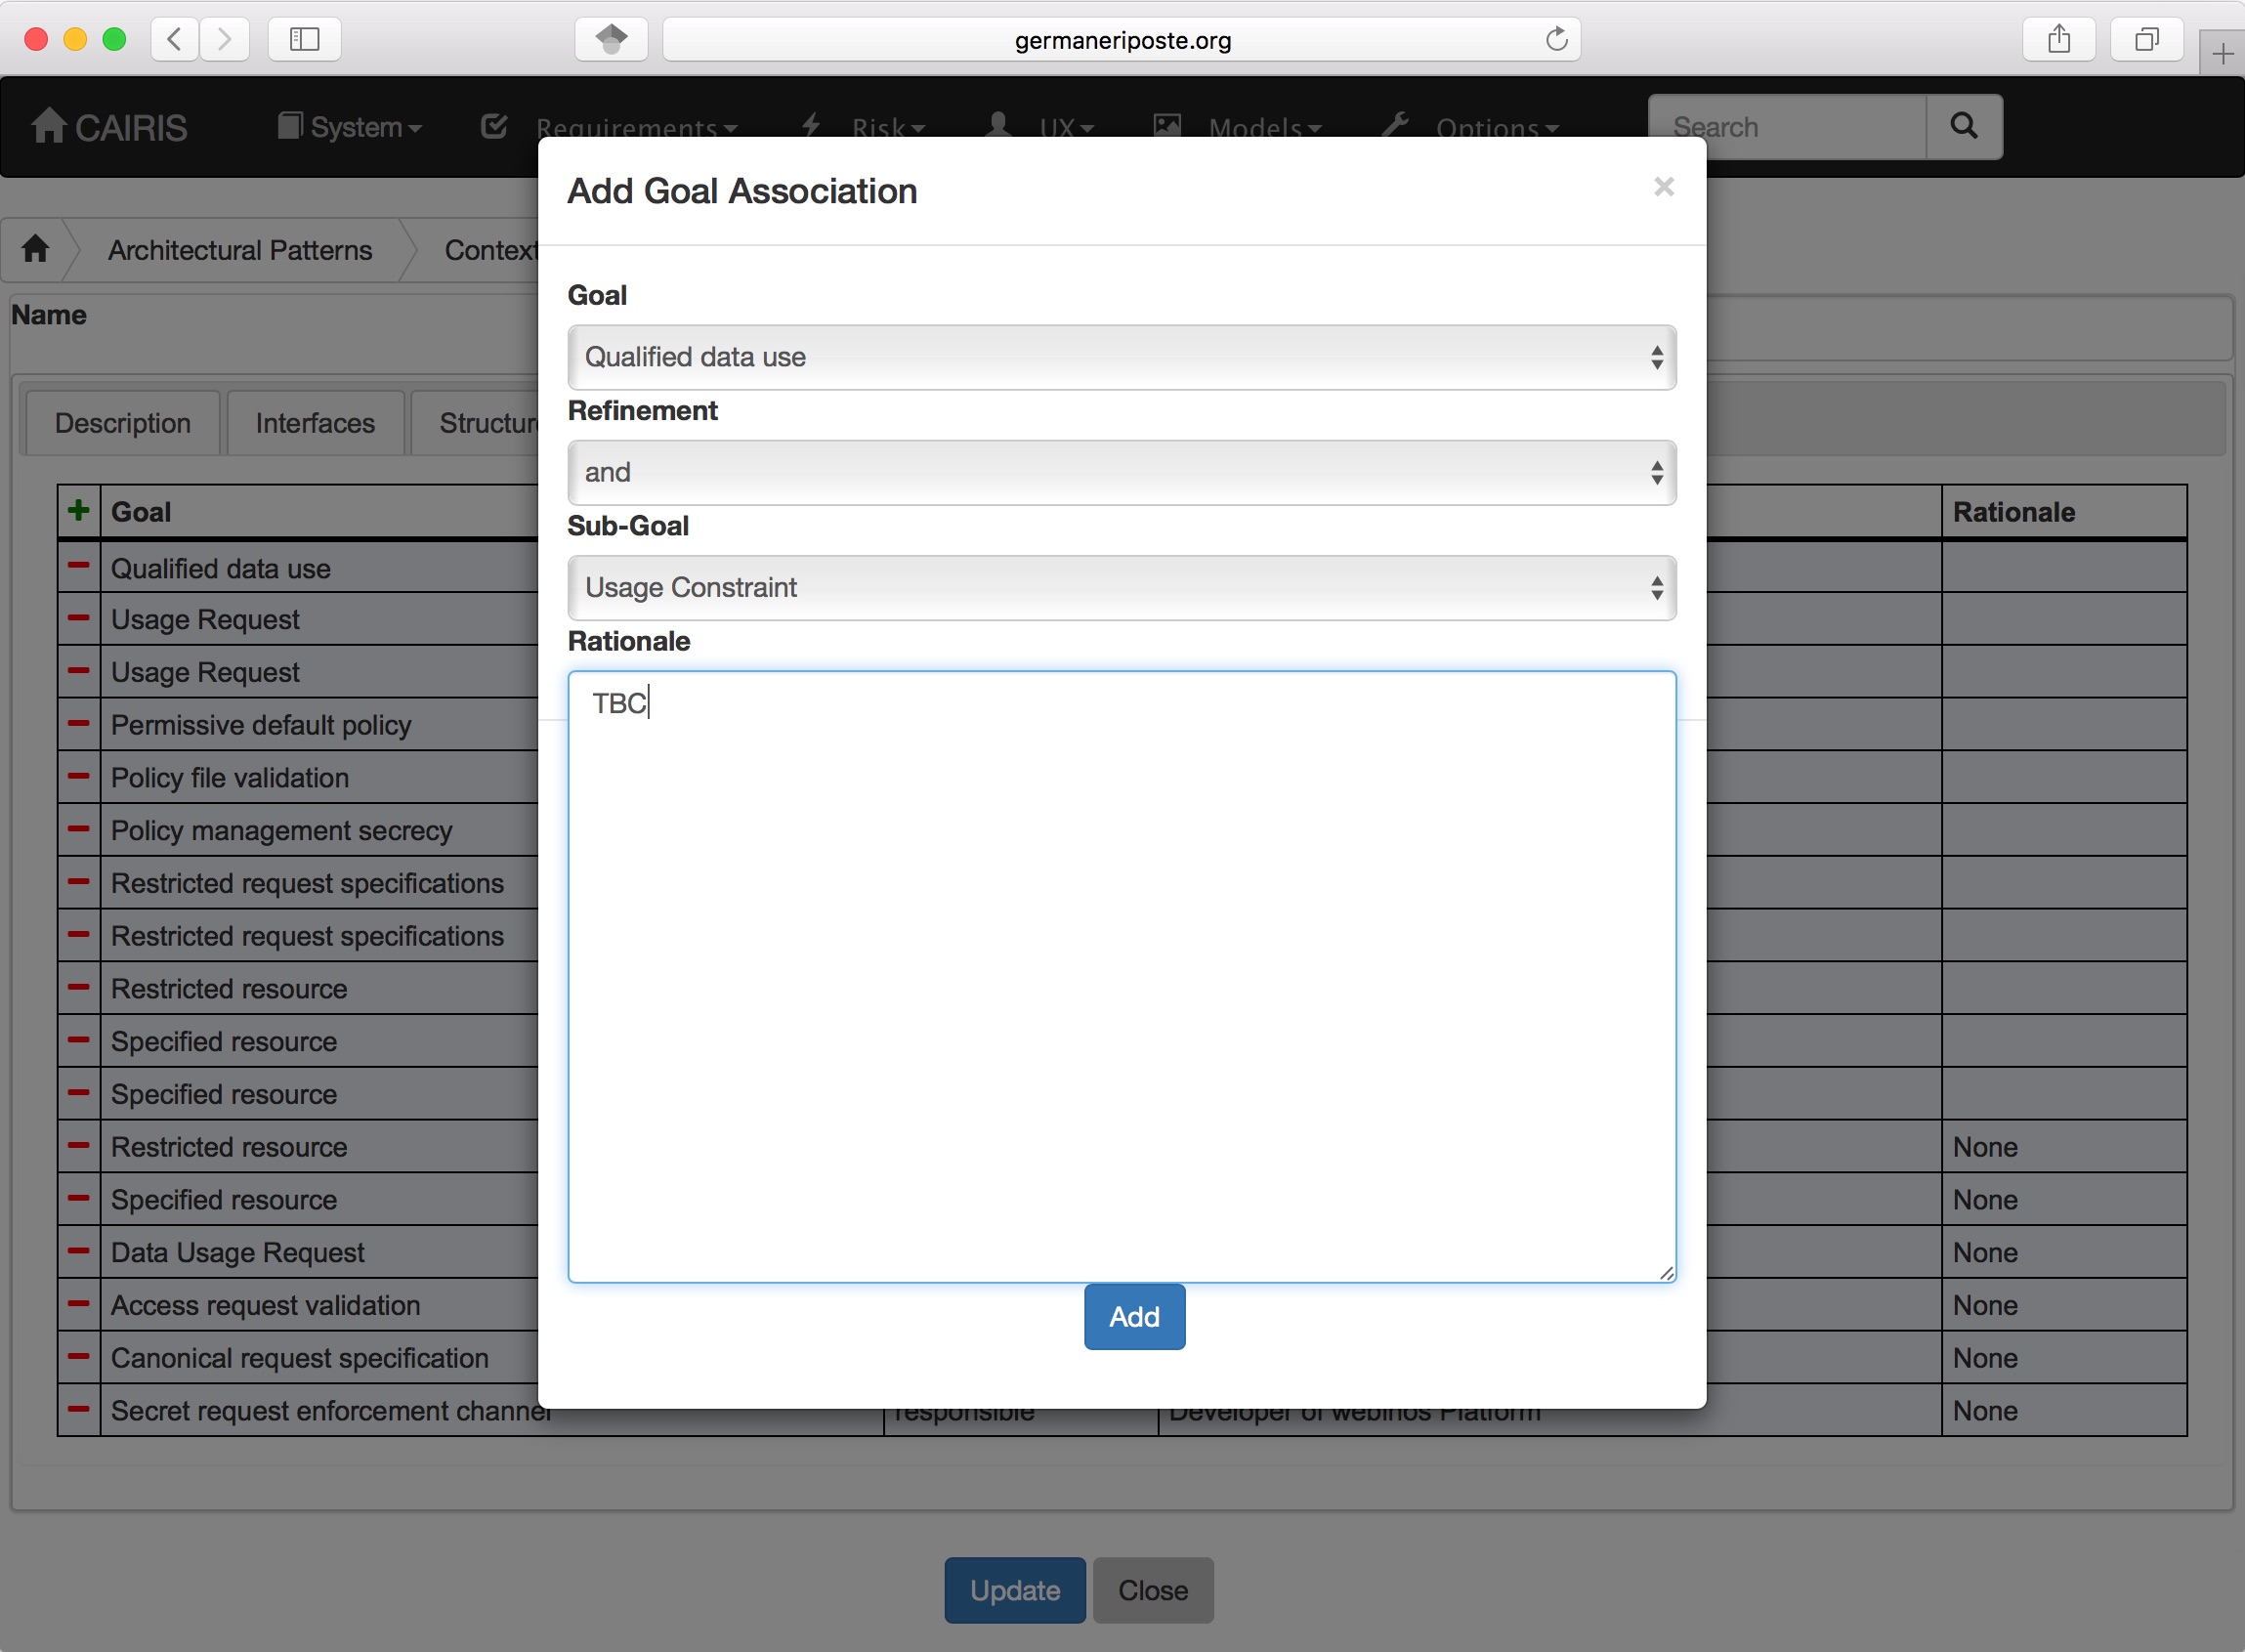 germaneriposte.org
CAIRIS System Requirements Risk UX Models Options Search
Add Goal Association ×
Architectural Patterns Context
Name
Goal
Qualified data use
Refinement
and
Sub-Goal
Usage Constraint
Rationale
TBC
Add
Description Interfaces Structure
Goal Rationale
Qualified data use
Usage Request
Usage Request
Permissive default policy
Policy file validation
Policy management secrecy
Restricted request specifications
Restricted request specifications
Restricted resource
Specified resource
Specified resource
Restricted resource None
Specified resource None
Data Usage Request None
Access request validation None
Canonical request specification None
Secret request enforcement channel responsible Developer of webinos Platform None
Update Close